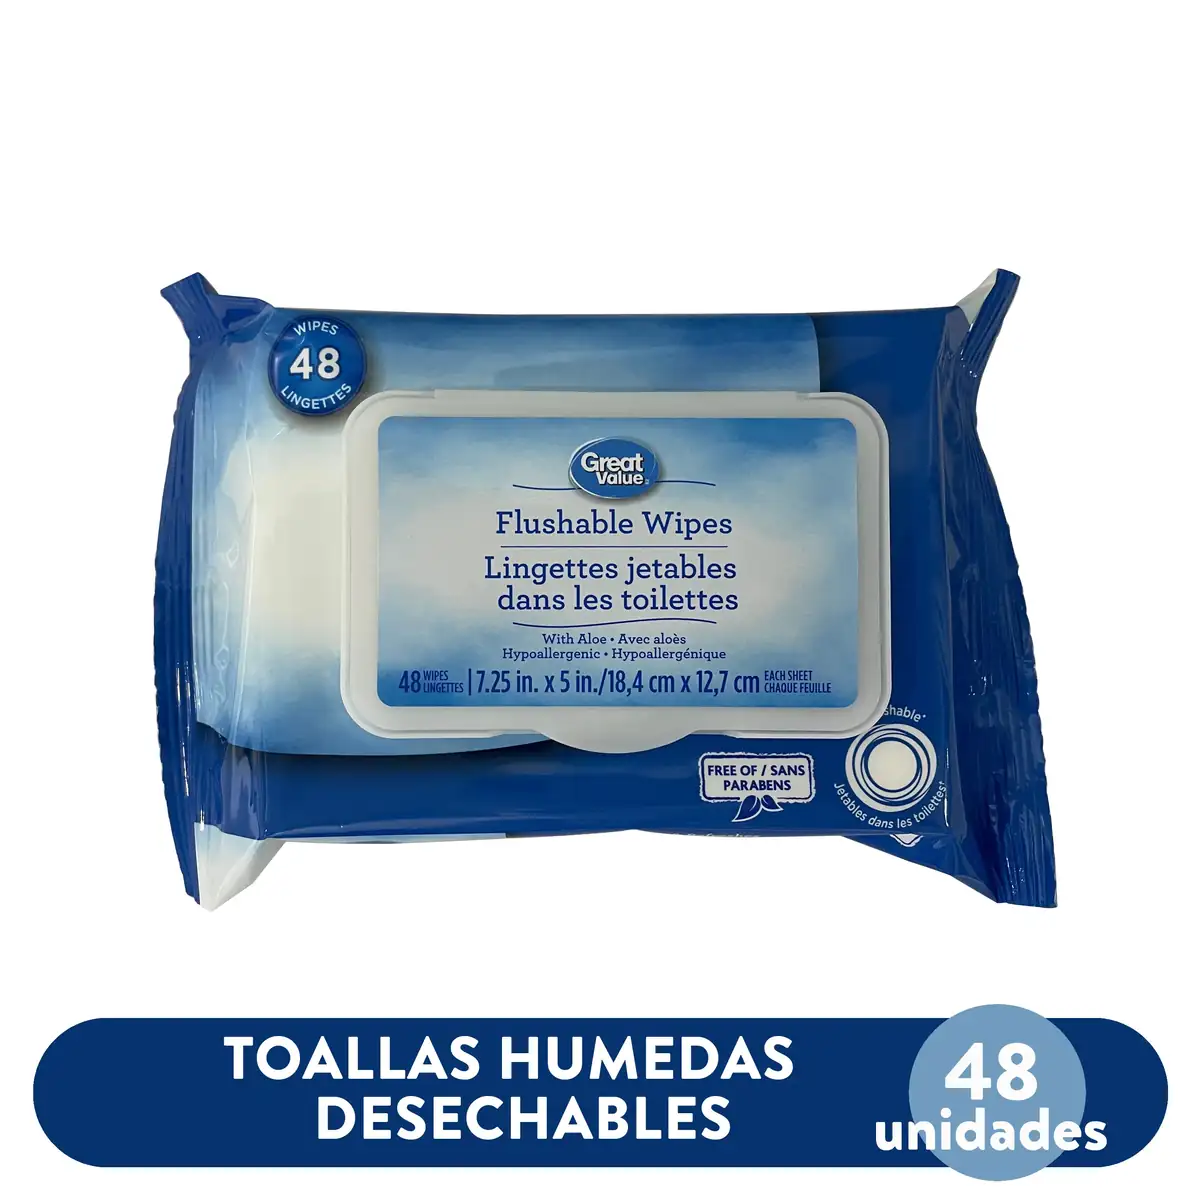 WIPES
48
LINGETTES
Great
Value
Flushable Wipes
Lingettes jetables
dans les toilettes
With Aloe • Avec aloès
Hypoallergenic • Hypoallergénique
48 WIPES LINGETTES | 7.25 in. x 5 in./18,4 cm x 12,7 cm EACH SHEET CHAQUE FEUILLE
FREE OF / SANS
PARABENS
Jetables dans les toilettes†
TOALLAS HUMEDAS
DESECHABLES
48
unidades